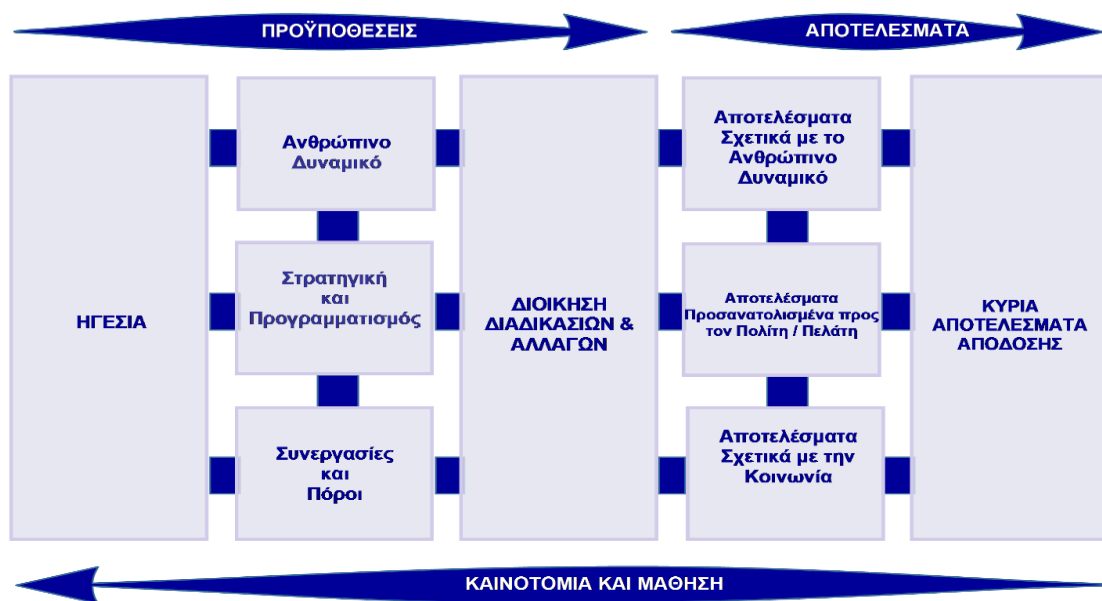 ΠΡΟΫΠΟΘΕΣΕΙΣ
ΑΠΟΤΕΛΕΣΜΑΤΑ
ΗΓΕΣΙΑ
Ανθρώπινο
Δυναμικό
Στρατηγική
και
Προγραμματισμός
Συνεργασίες
και
Πόροι
ΔΙΟΙΚΗΣΗ
ΔΙΑΔΙΚΑΣΙΩΝ &
ΑΛΛΑΓΩΝ
Αποτελέσματα
Σχετικά με το
Ανθρώπινο
Δυναμικό
Αποτελέσματα
Προσανατολισμένα προς
τον Πολίτη / Πελάτη
Αποτελέσματα
Σχετικά με την
Κοινωνία
ΚΥΡΙΑ
ΑΠΟΤΕΛΕΣΜΑΤΑ
ΑΠΟΔΟΣΗΣ
ΚΑΙΝΟΤΟΜΙΑ ΚΑΙ ΜΑΘΗΣΗ